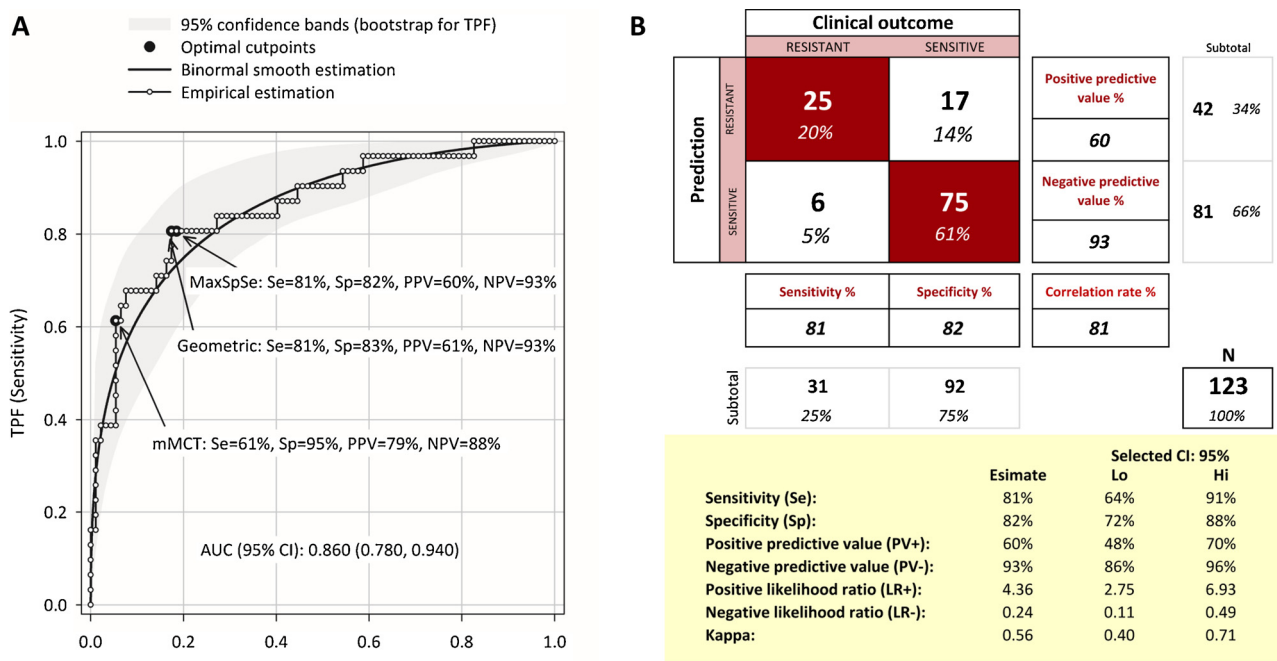 A
95% confidence bands (bootstrap for TPF)
Optimal cutpoints
Binormal smooth estimation
Empirical estimation
TPF (Sensitivity)
1.0
0.8
0.6
0.4
0.2
0.0
MaxSpSe: Se=81%, Sp=82%, PPV=60%, NPV=93%
Geometric: Se=81%, Sp=83%, PPV=61%, NPV=93%
mMCT: Se=61%, Sp=95%, PPV=79%, NPV=88%
AUC (95% CI): 0.860 (0.780, 0.940)
0.0 0.2 0.4 0.6 0.8 1.0
B
Clinical outcome
RESISTANT SENSITIVE
Subtotal
Prediction
RESISTANT
25 17
20% 14%
Positive predictive
value %
60
42 34%
SENSITIVE
6 75
5% 61%
Negative predictive
value %
93
81 66%
Sensitivity % Specificity % Correlation rate %
81 82 81
N
Subtotal
31 92 123
25% 75% 100%
Selected CI: 95%
Esimate Lo Hi
Sensitivity (Se): 81% 64% 91%
Specificity (Sp): 82% 72% 88%
Positive predictive value (PV+): 60% 48% 70%
Negative predictive value (PV-): 93% 86% 96%
Positive likelihood ratio (LR+): 4.36 2.75 6.93
Negative likelihood ratio (LR-): 0.24 0.11 0.49
Kappa: 0.56 0.40 0.71